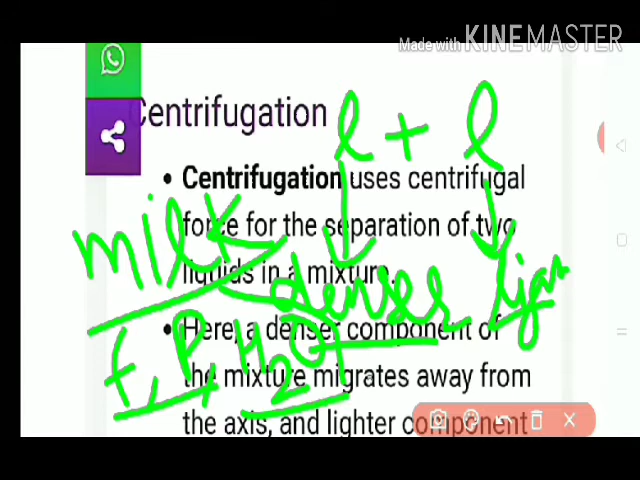 Made with KINEMASTER
Centrifugation
l + l
• Centrifugation uses centrifugal
force for the separation of two
liquids in a mixture.
milk
denser
• Here, a denser component of
F, P, H2O
the mixture migrates away from
the axis, and lighter component